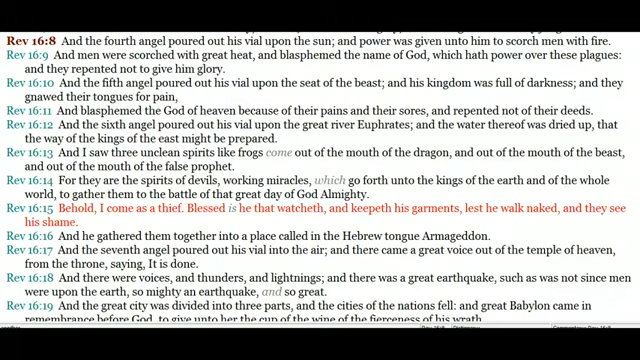 Rev 16:8 And the fourth angel poured out his vial upon the sun; and power was given unto him to scorch men with fire.
Rev 16:9 And men were scorched with great heat, and blasphemed the name of God, which hath power over these plagues:
and they repented not to give him glory.
Rev 16:10 And the fifth angel poured out his vial upon the seat of the beast; and his kingdom was full of darkness; and they
gnawed their tongues for pain,
Rev 16:11 And blasphemed the God of heaven because of their pains and their sores, and repented not of their deeds.
Rev 16:12 And the sixth angel poured out his vial upon the great river Euphrates; and the water thereof was dried up, that
the way of the kings of the east might be prepared.
Rev 16:13 And I saw three unclean spirits like frogs come out of the mouth of the dragon, and out of the mouth of the beast,
and out of the mouth of the false prophet.
Rev 16:14 For they are the spirits of devils, working miracles, which go forth unto the kings of the earth and of the whole
world, to gather them to the battle of that great day of God Almighty.
Rev 16:15 Behold, I come as a thief. Blessed is he that watcheth, and keepeth his garments, lest he walk naked, and they see
his shame.
Rev 16:16 And he gathered them together into a place called in the Hebrew tongue Armageddon.
Rev 16:17 And the seventh angel poured out his vial into the air; and there came a great voice out of the temple of heaven,
from the throne, saying, It is done.
Rev 16:18 And there were voices, and thunders, and lightnings; and there was a great earthquake, such as was not since men
were upon the earth, so mighty an earthquake, and so great.
Rev 16:19 And the great city was divided into three parts, and the cities of the nations fell: and great Babylon came in
remembrance before God, to give unto her the cup of the wine of the fierceness of his wrath